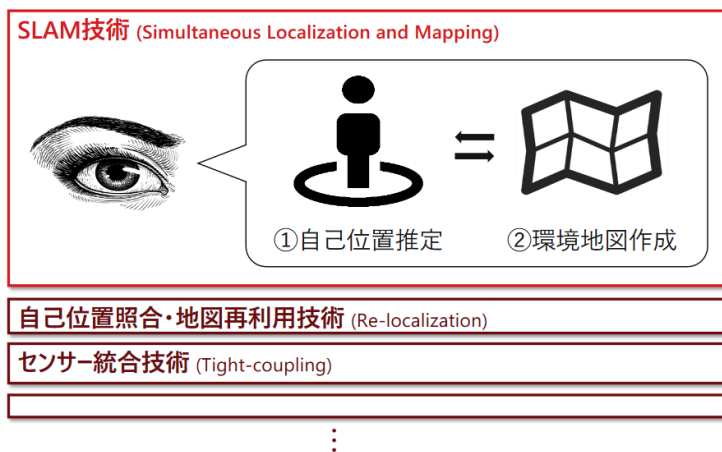 SLAM技術 (Simultaneous Localization and Mapping)
①自己位置推定
②環境地図作成
自己位置照合・地図再利用技術 (Re-localization)
センサー統合技術 (Tight-coupling)